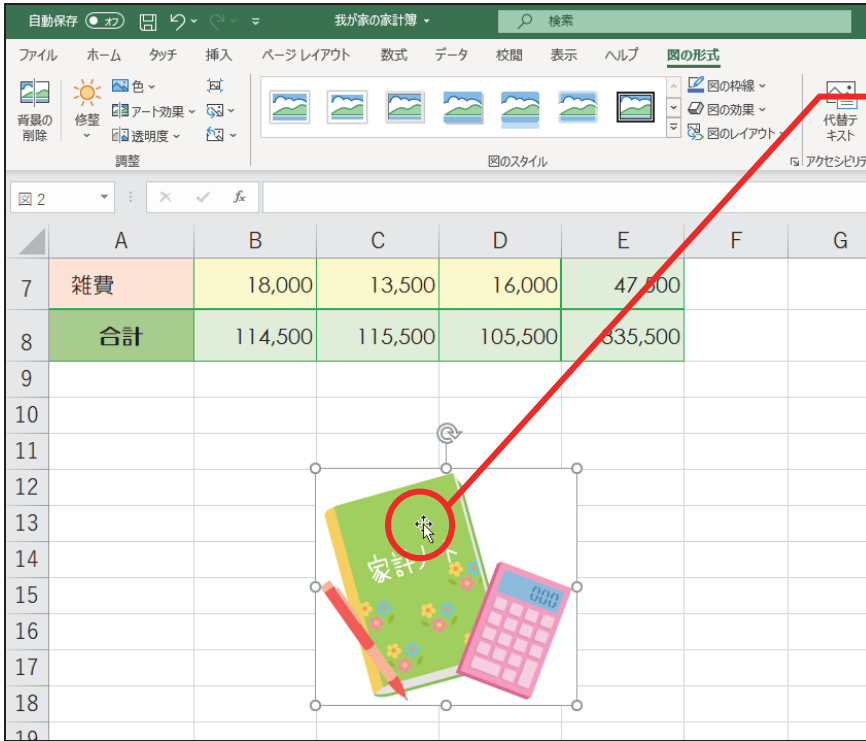 自動保存 オフ 我が家の家計簿 検索
ファイル ホーム タッチ 挿入 ページ レイアウト 数式 データ 校閲 表示 ヘルプ 図の形式
背景の
削除
修整
色
アート効果
透明度
調整
図のスタイル
図の枠線
図の効果
図のレイアウト
代替テ
キスト
アクセシビリテ
図 2 fx
A B C D E F G
7 雑費 18,000 13,500 16,000 47,500
8 合計 114,500 115,500 105,500 335,500
9
10
11
12
13
14
15
16
17
18
19
家計ノート
000